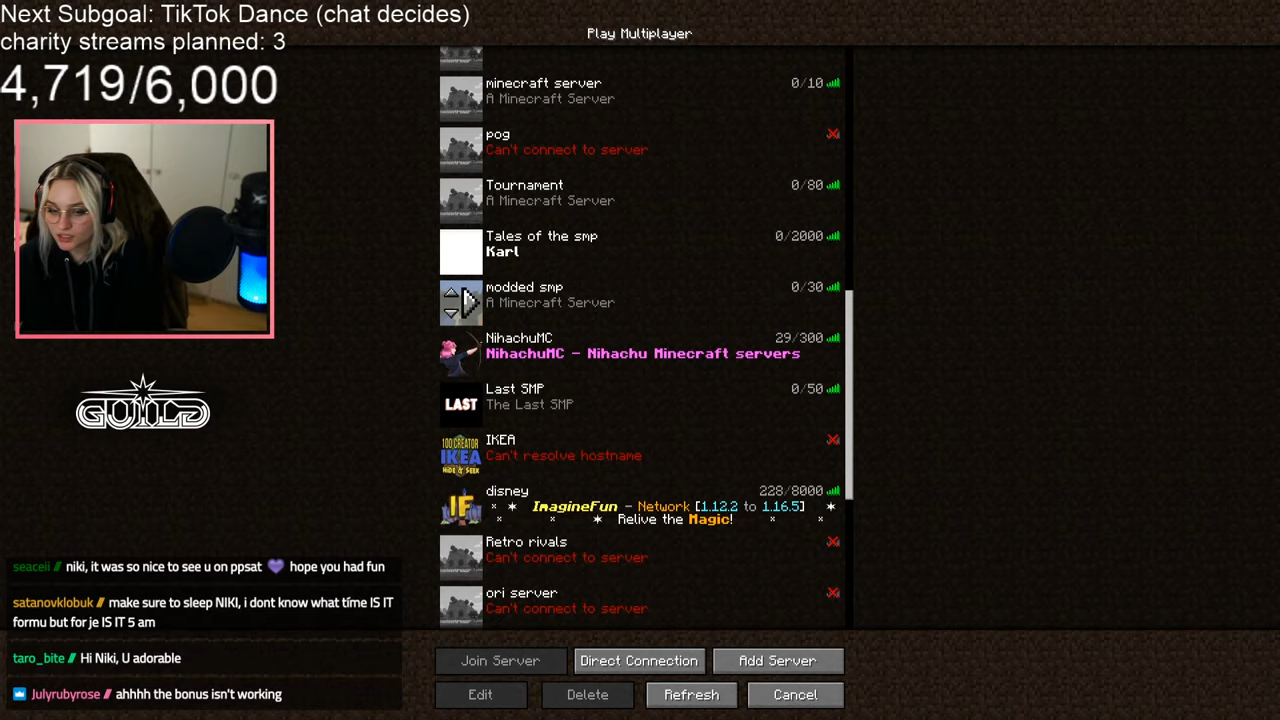 Next Subgoal: TikTok Dance (chat decides)
charity streams planned: 3
4,719/6,000
GUILD
seaceii // niki, it was so nice to see u on ppsat 💜 hope you had fun
satanovklobuk // make sure to sleep NIKI, i dont know what tíme IS IT
formu but for je IS IT 5 am
taro_bite // Hi Niki, U adorable
Julyrubyrose // ahhhh the bonus isn't working
Play Multiplayer
minecraft server 0/10
A Minecraft Server
pog
Can't connect to server
Tournament 0/80
A Minecraft Server
Tales of the smp 0/2000
Karl
modded smp 0/30
A Minecraft Server
NihachuMC 29/300
NihachuMC - Nihachu Minecraft servers
Last SMP 0/50
LAST The Last SMP
IKEA
100 CREATOR
IKEA
HIDE & SEEK
Can't resolve hostname
disney 228/8000
IF ImagineFun - Network [1.12.2 to 1.16.5]
Relive the Magic!
Retro rivals
Can't connect to server
ori server
Can't connect to server
Join Server Direct Connection Add Server
Edit Delete Refresh Cancel